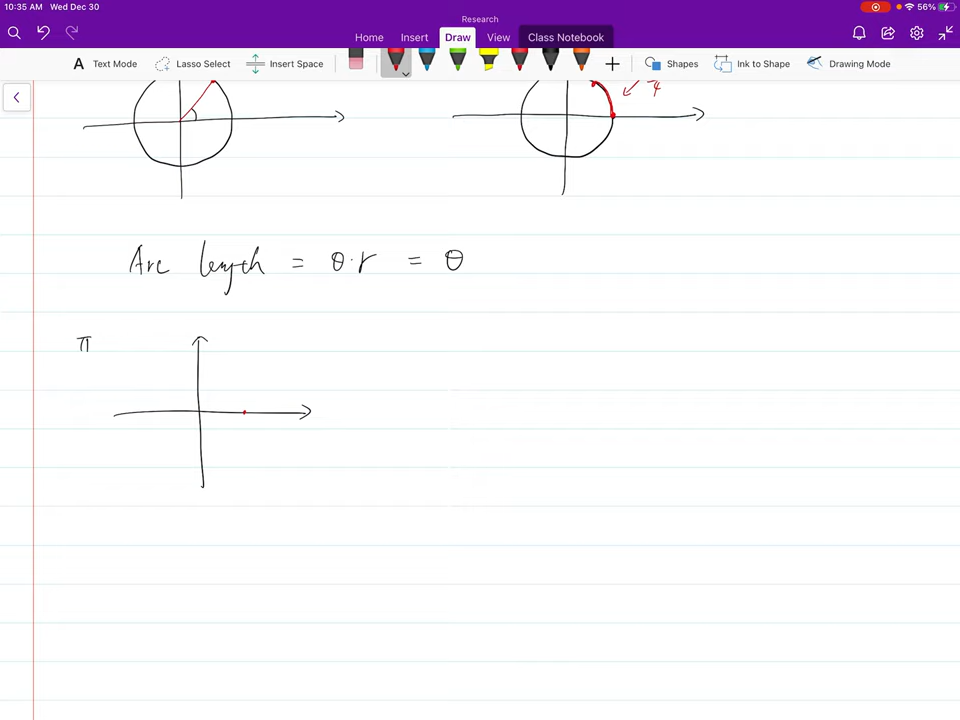 10:35 AM Wed Dec 30
56%
Research
Home Insert Draw View Class Notebook
A Text Mode Lasso Select Insert Space Shapes Ink to Shape Drawing Mode
4
Arc length = θ·r = θ
π